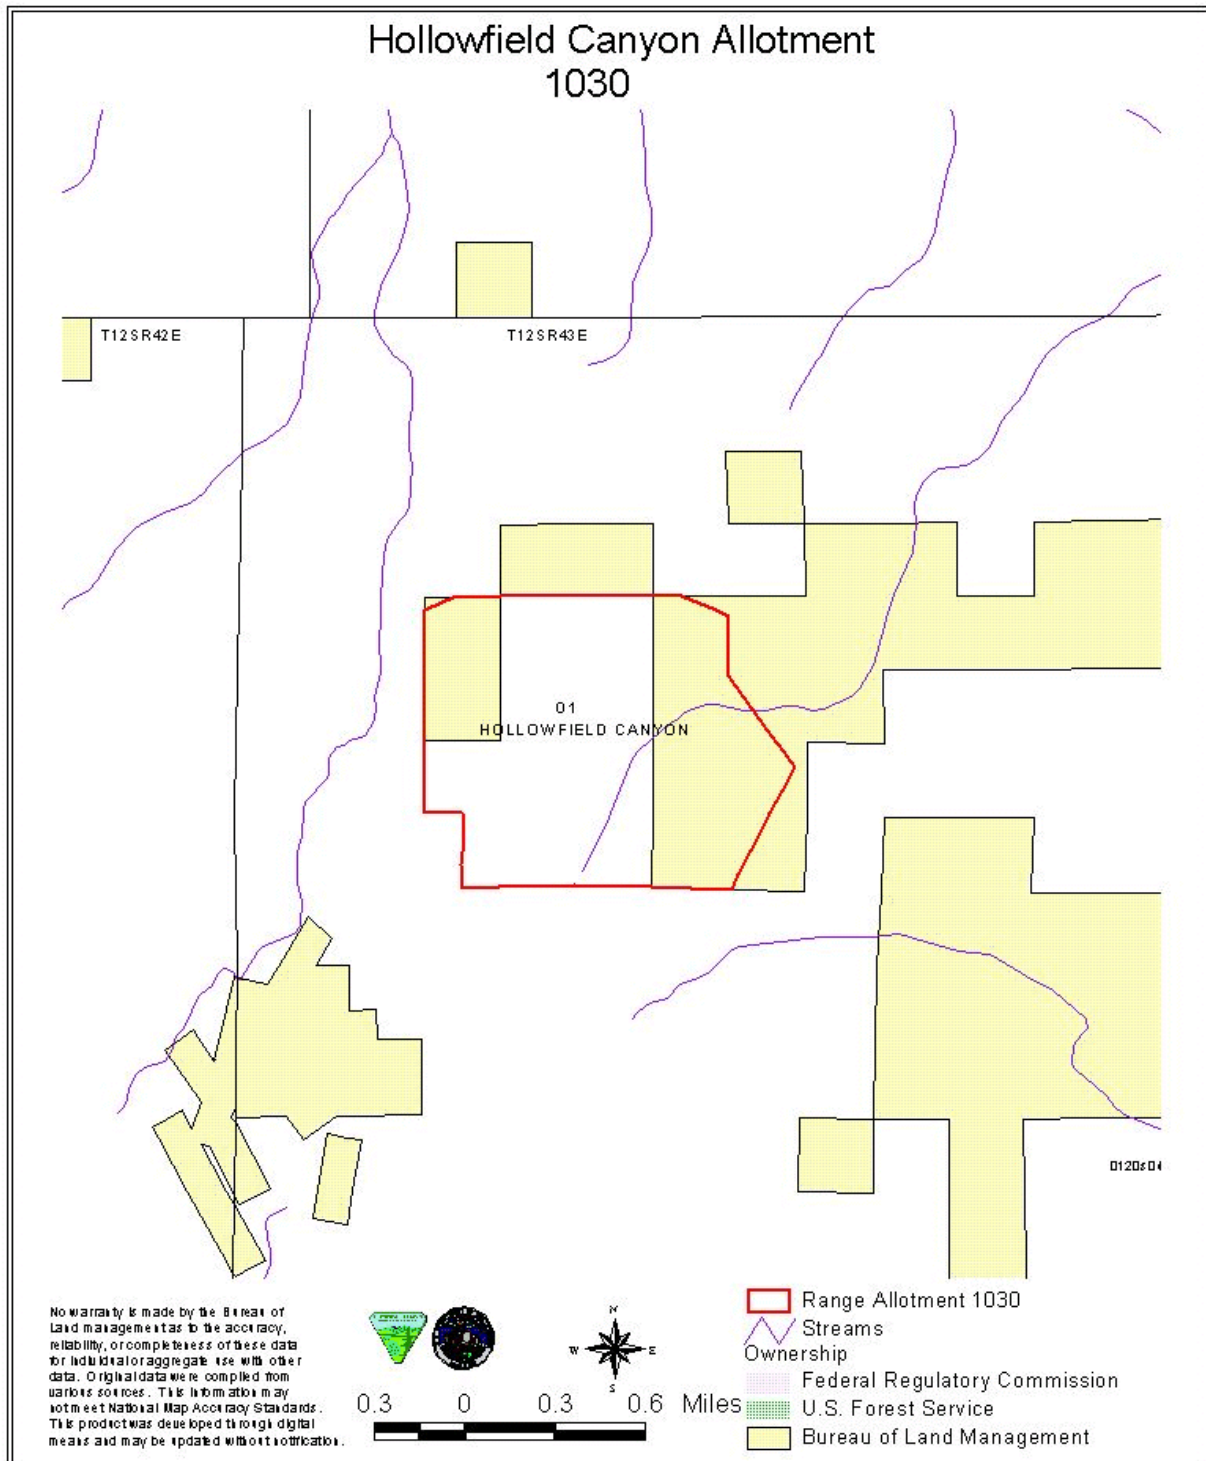 Hollowfield Canyon Allotment
1030
T12SR42E
T12SR43E
01
HOLLOWFIELD CANYON
0120s04
No warranty is made by the Bureau of
Land management as to the accuracy,
reliability, or completeness of these data
for individual or aggregate use with other
data. Original data were compiled from
various sources. This information may
not meet National Map Accuracy Standards.
This product was developed through digital
means and may be updated without notification.
N
W E
S
0.3 0 0.3 0.6 Miles
Range Allotment 1030
Streams
Ownership
Federal Regulatory Commission
U.S. Forest Service
Bureau of Land Management